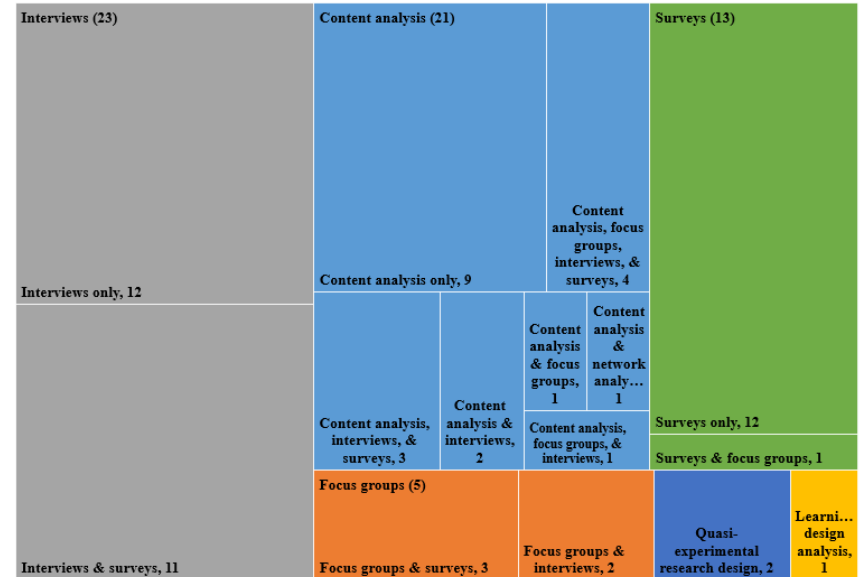 Interviews (23)
Interviews only, 12
Interviews & surveys, 11
Content analysis (21)
Content analysis only, 9
Content
analysis, focus
groups,
interviews, &
surveys, 4
Content analysis,
interviews, &
surveys, 3
Content
analysis &
interviews,
2
Content
analysis
& focus
groups,
1
Content
analysis
&
network
analy…
1
Content analysis,
focus groups, &
interviews, 1
Surveys (13)
Surveys only, 12
Surveys & focus groups, 1
Focus groups (5)
Focus groups & surveys, 3
Focus groups &
interviews, 2
Quasi-
experimental
research design, 2
Learni…
design
analysis,
1